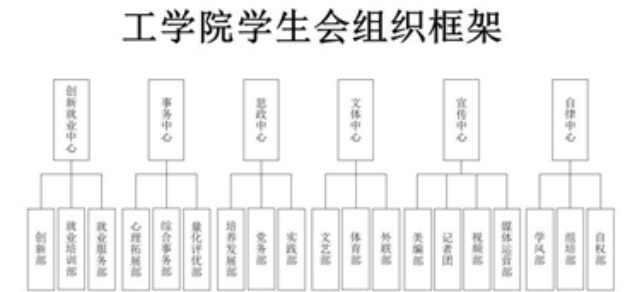 工学院学生会组织框架
创新就业中心
事务中心
思政中心
文体中心
宣传中心
自律中心
创新部
就业培训部
就业服务部
心理拓展部
综合事务部
量化评优部
培养发展部
党务部
实践部
文艺部
体育部
外联部
美编部
记者团
视频部
媒体运营部
学风部
组培部
自权部